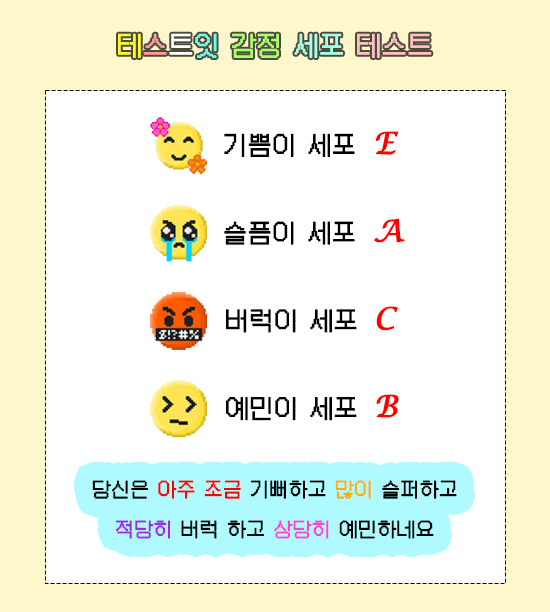 테스트잇 감정 세포 테스트
기쁨이 세포 E
슬픔이 세포 A
$!?#%
버럭이 세포 C
예민이 세포 B
당신은 아주 조금 기뻐하고 많이 슬퍼하고
적당히 버럭 하고 상당히 예민하네요